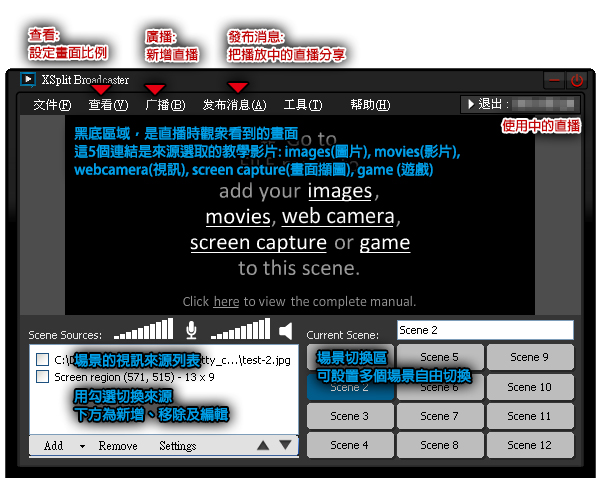 查看:
設定畫面比例
廣播:
新增直播
發布消息:
把播放中的直播分享
XSplit Broadcaster
文件(F) 查看(V) 广播(B) 发布消息(A) 工具(T) 帮助(H)
退出 :
使用中的直播
黑底區域，是直播時觀眾看到的畫面
這5個連結是來源選取的教學影片: images(圖片), movies(影片),
webcamera(視訊), screen capture(畫面擷圖), game (遊戲)
Go to
add your images,
movies, web camera,
screen capture or game
to this scene.
Click here to view the complete manual.
Scene Sources:
Current Scene: Scene 2
場景的視訊來源列表
C:\D tty_c...\test-2.jpg
Screen region (571, 515) - 13 x 9
用勾選切換來源
下方為新增、移除及編輯
Add Remove Settings
場景切換區
可設置多個場景自由切換
Scene 5 Scene 9
Scene 2 Scene 6 Scene 10
Scene 3 Scene 7 Scene 11
Scene 4 Scene 8 Scene 12